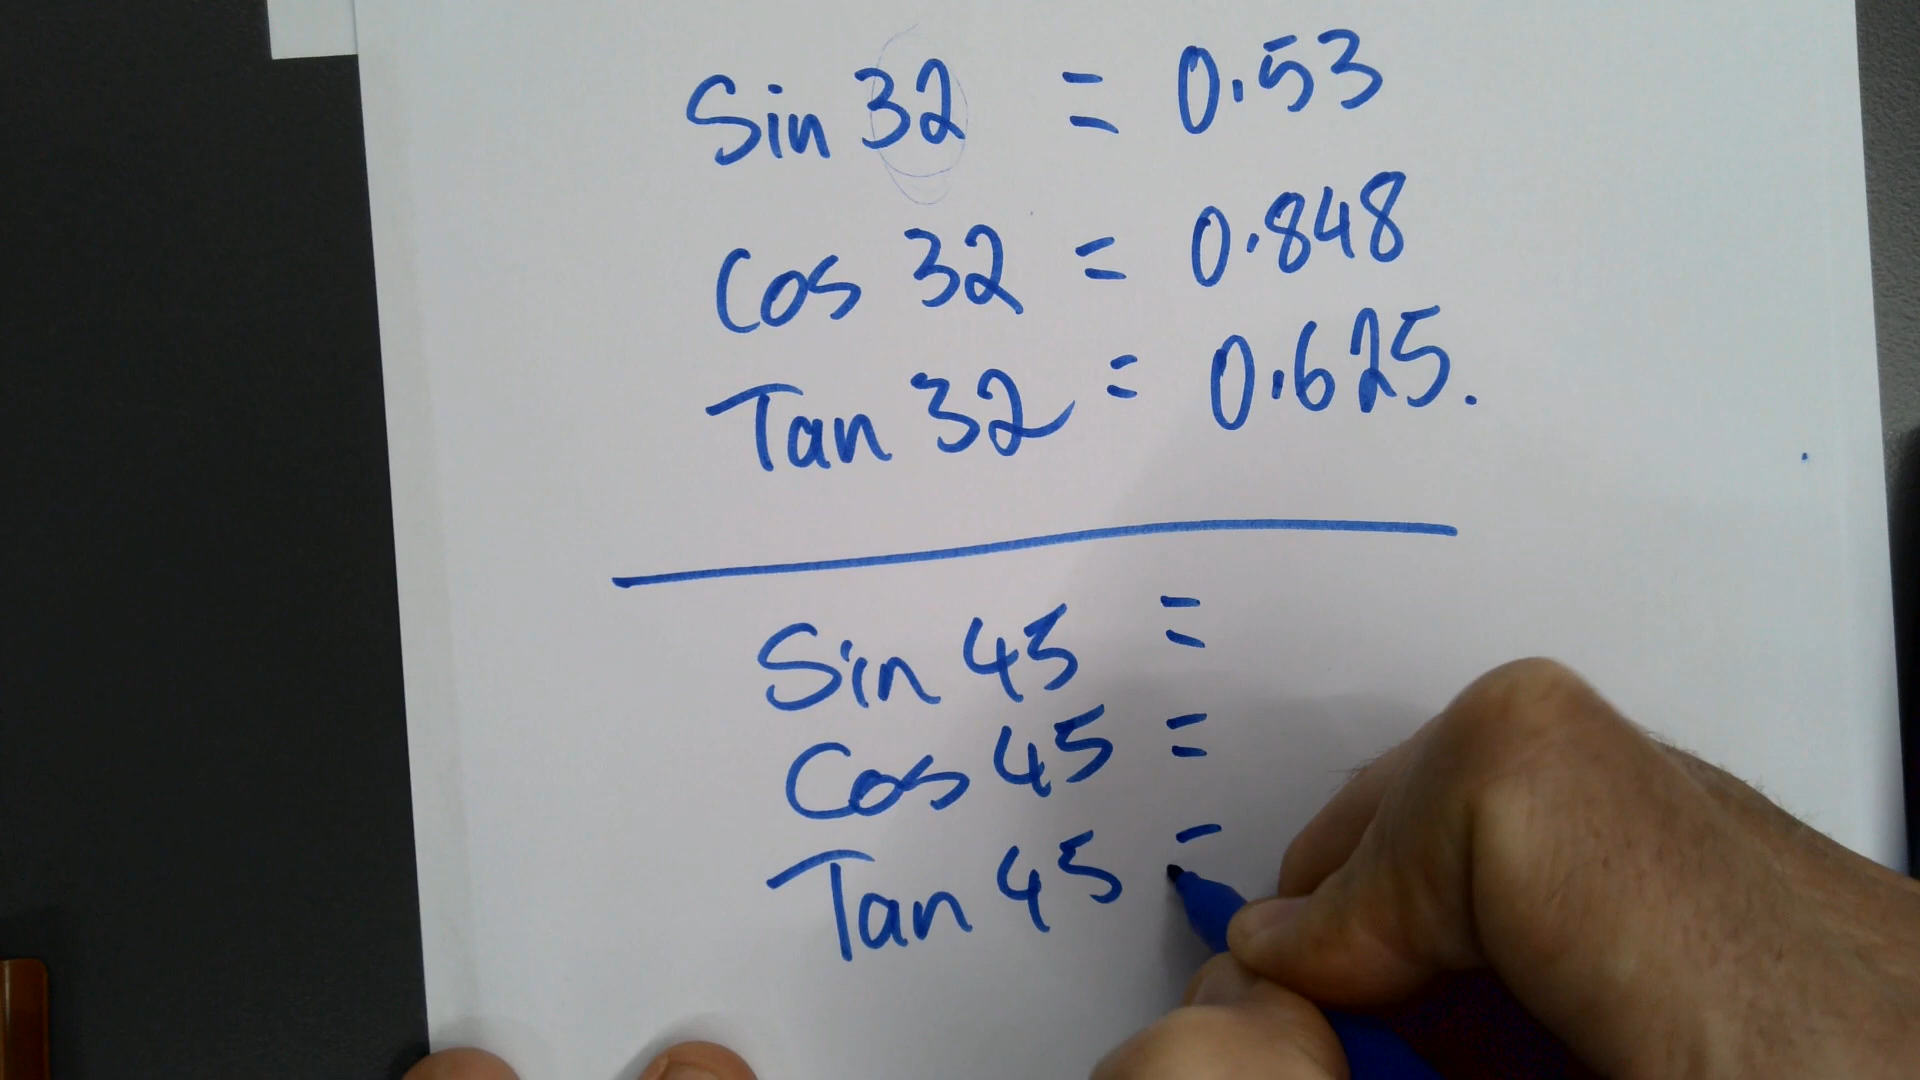 Sin 32 = 0.53
Cos 32 = 0.848
Tan 32 = 0.625.
Sin 45 =
Cos 45 =
Tan 45 =